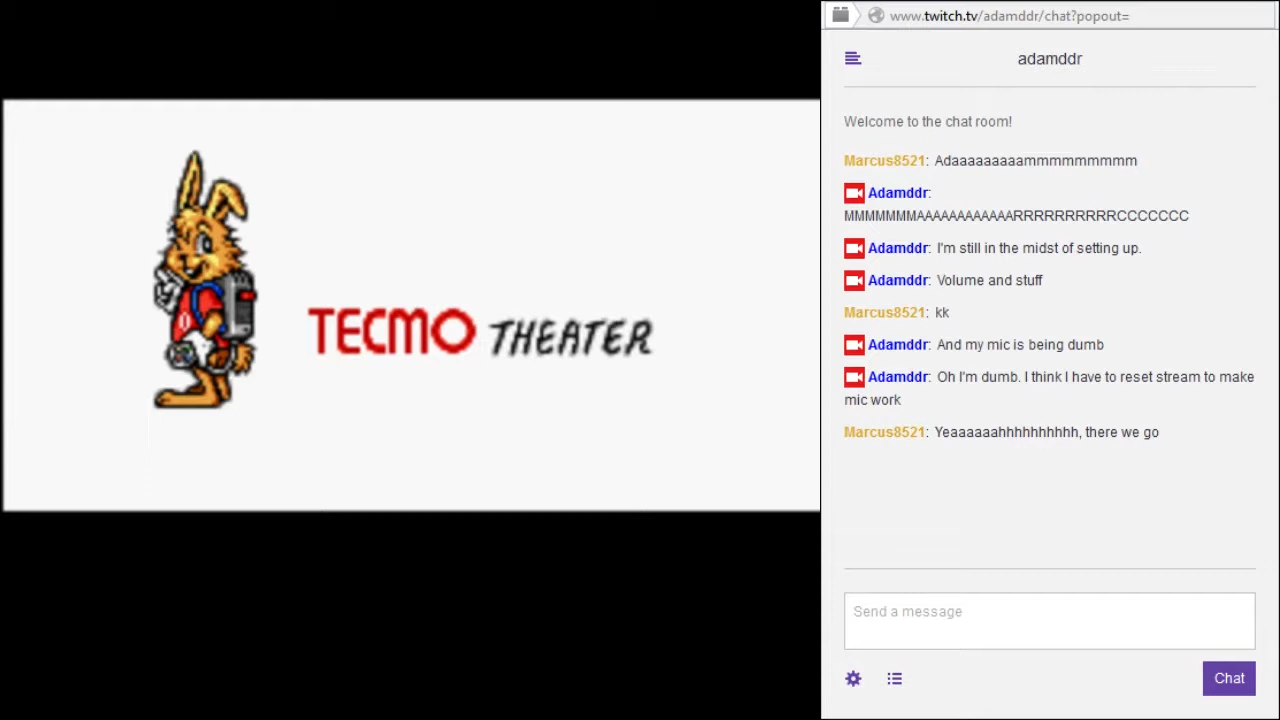 www.twitch.tv/adamddr/chat?popout=
adamddr
TECMO THEATER
Welcome to the chat room!
Marcus8521: Adaaaaaaaaammmmmmmmm
Adamddr:
MMMMMMMAAAAAAAAAAAARRRRRRRRRRCCCCCCC
Adamddr: I'm still in the midst of setting up.
Adamddr: Volume and stuff
Marcus8521: kk
Adamddr: And my mic is being dumb
Adamddr: Oh I'm dumb. I think I have to reset stream to make
mic work
Marcus8521: Yeaaaaaahhhhhhhhhh, there we go
Send a message
Chat